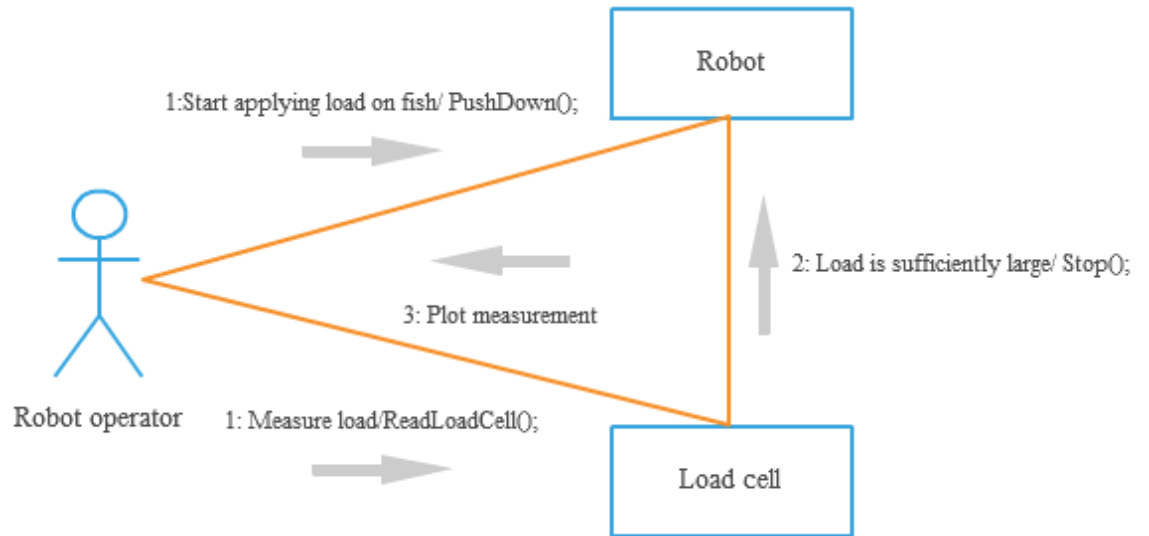 Robot
1:Start applying load on fish/ PushDown();
2: Load is sufficiently large/ Stop();
3: Plot measurement
Robot operator
1: Measure load/ReadLoadCell();
Load cell